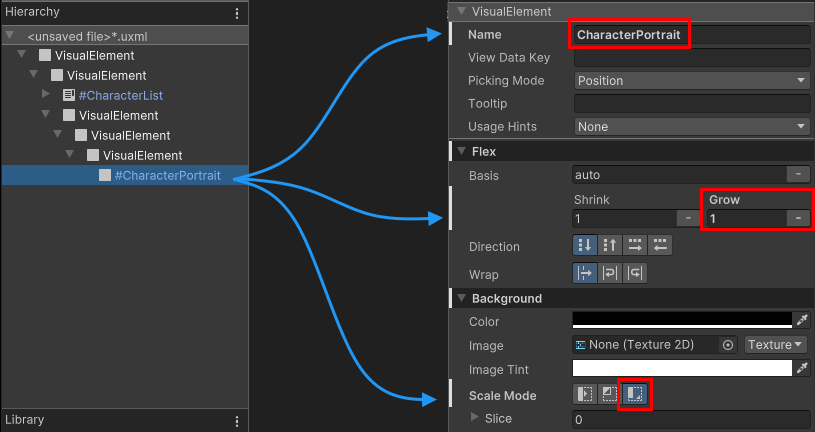 Hierarchy
<unsaved file>*.uxml
VisualElement
VisualElement
#CharacterList
VisualElement
VisualElement
VisualElement
#CharacterPortrait
Library
VisualElement
Name CharacterPortrait
View Data Key
Picking Mode Position
Tooltip
Usage Hints None
Flex
Basis auto -
Shrink Grow
1 - 1 -
Direction
Wrap
Background
Color
Image None (Texture 2D) Texture
Image Tint
Scale Mode
Slice 0